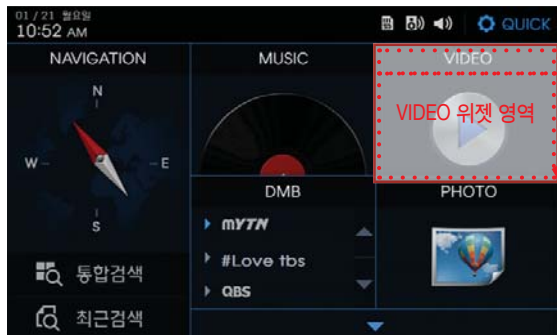 01 / 21 월요일
10:52 AM
QUICK
NAVIGATION
MUSIC
VIDEO
N
W
E
S
VIDEO 위젯 영역
DMB
PHOTO
mYTN
#Love tbs
QBS
통합검색
최근검색